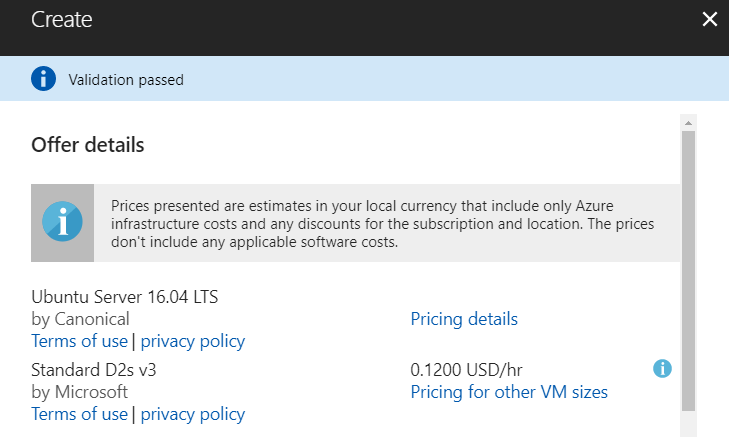 Create
Validation passed
Offer details
Prices presented are estimates in your local currency that include only Azure
infrastructure costs and any discounts for the subscription and location. The prices
don't include any applicable software costs.
Ubuntu Server 16.04 LTS
by Canonical Pricing details
Terms of use | privacy policy
Standard D2s v3 0.1200 USD/hr
by Microsoft Pricing for other VM sizes
Terms of use | privacy policy